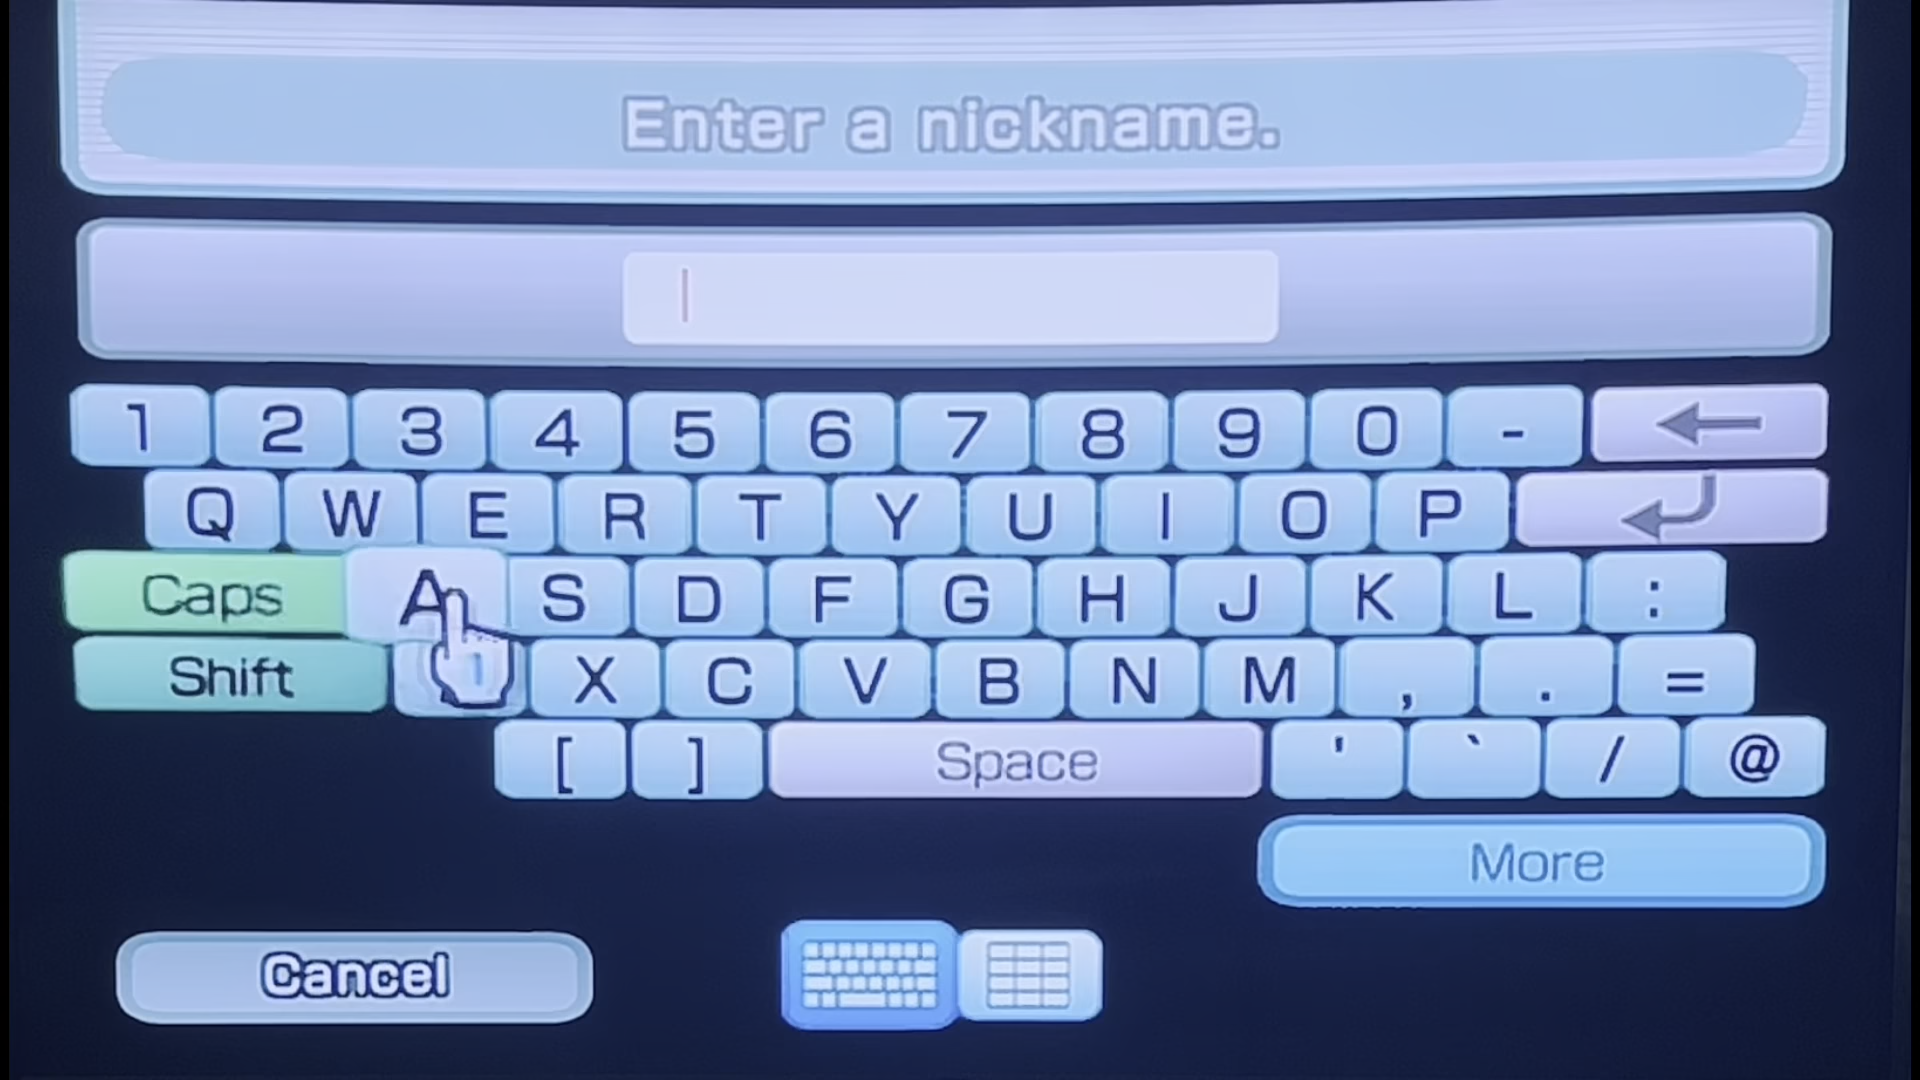 Enter a nickname.
1 2 3 4 5 6 7 8 9 0 -
Q W E R T Y U I O P
Caps A S D F G H J K L :
Shift X C V B N M , . =
[ ] Space ' ` / @
More
Cancel